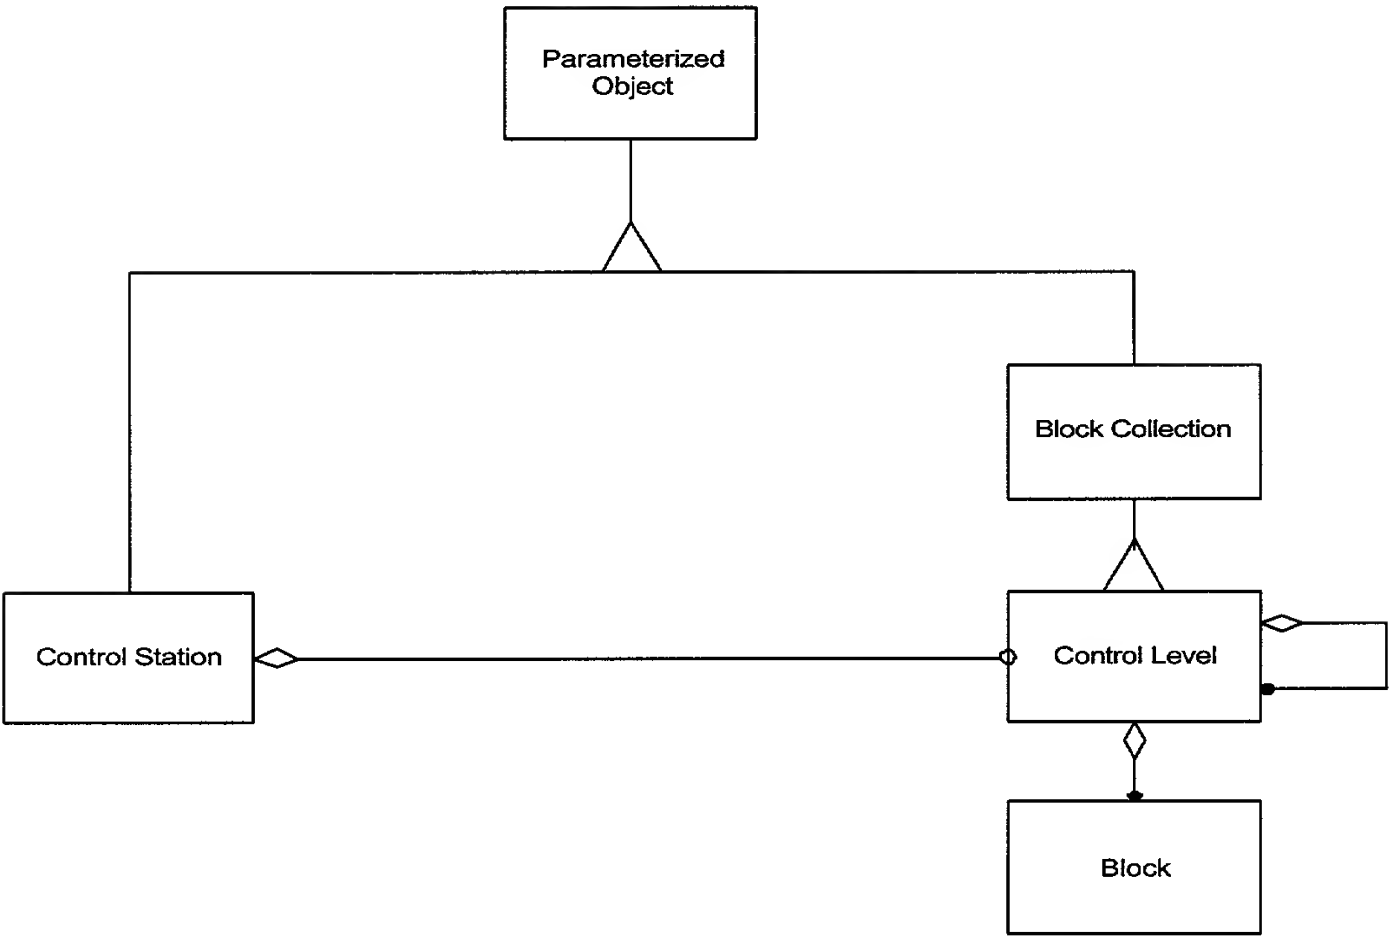 Parameterized
Object
Block Collection
Control Station
Control Level
Block